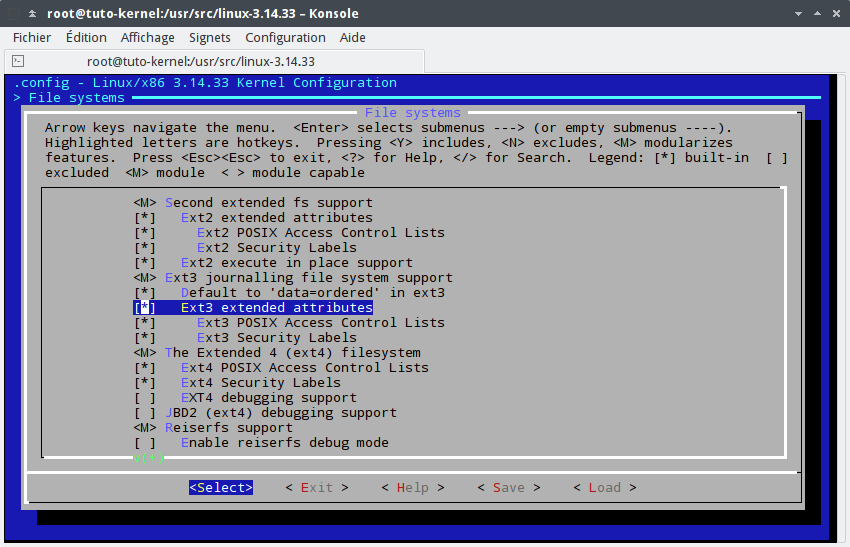 root@tuto-kernel:/usr/src/linux-3.14.33 – Konsole
Fichier Édition Affichage Signets Configuration Aide
root@tuto-kernel:/usr/src/linux-3.14.33
.config - Linux/x86 3.14.33 Kernel Configuration
> File systems
File systems
Arrow keys navigate the menu. <Enter> selects submenus ---> (or empty submenus ----).
Highlighted letters are hotkeys. Pressing <Y> includes, <N> excludes, <M> modularizes
features. Press <Esc><Esc> to exit, <?> for Help, </> for Search. Legend: [*] built-in [ ]
excluded <M> module < > module capable
<M> Second extended fs support
[*] Ext2 extended attributes
[*] Ext2 POSIX Access Control Lists
[*] Ext2 Security Labels
[*] Ext2 execute in place support
<M> Ext3 journalling file system support
[*] Default to 'data=ordered' in ext3
[*] Ext3 extended attributes
[*] Ext3 POSIX Access Control Lists
[*] Ext3 Security Labels
<M> The Extended 4 (ext4) filesystem
[*] Ext4 POSIX Access Control Lists
[*] Ext4 Security Labels
[ ] EXT4 debugging support
[ ] JBD2 (ext4) debugging support
<M> Reiserfs support
[ ] Enable reiserfs debug mode
<Select> < Exit > < Help > < Save > < Load >